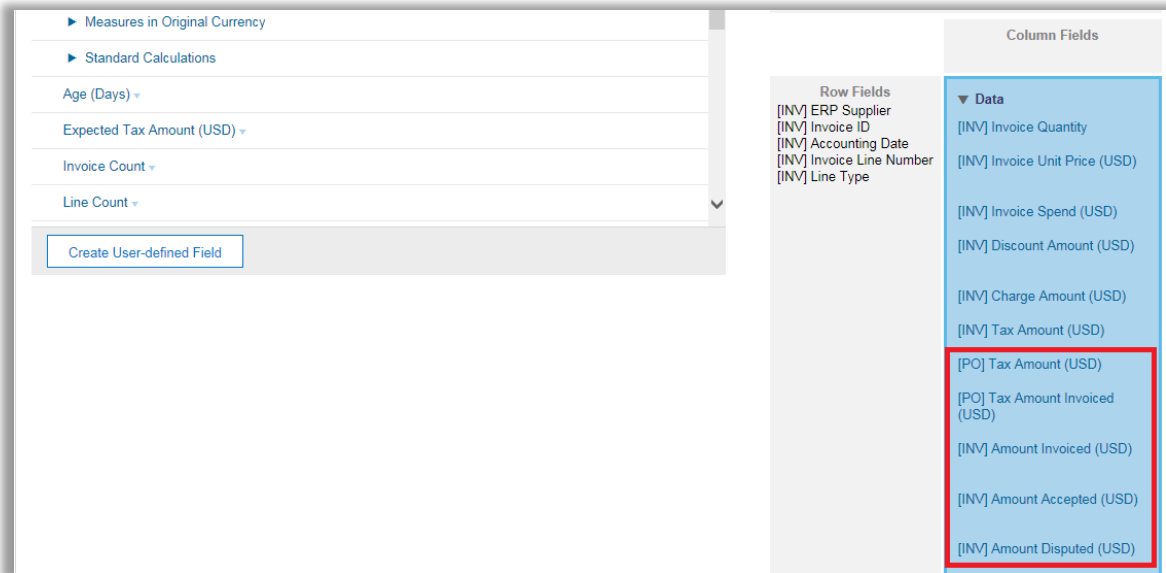 Measures in Original Currency
Standard Calculations
Age (Days)
Expected Tax Amount (USD)
Invoice Count
Line Count
Create User-defined Field
Column Fields
Row Fields
[INV] ERP Supplier
[INV] Invoice ID
[INV] Accounting Date
[INV] Invoice Line Number
[INV] Line Type
Data
[INV] Invoice Quantity
[INV] Invoice Unit Price (USD)
[INV] Invoice Spend (USD)
[INV] Discount Amount (USD)
[INV] Charge Amount (USD)
[INV] Tax Amount (USD)
[PO] Tax Amount (USD)
[PO] Tax Amount Invoiced
(USD)
[INV] Amount Invoiced (USD)
[INV] Amount Accepted (USD)
[INV] Amount Disputed (USD)